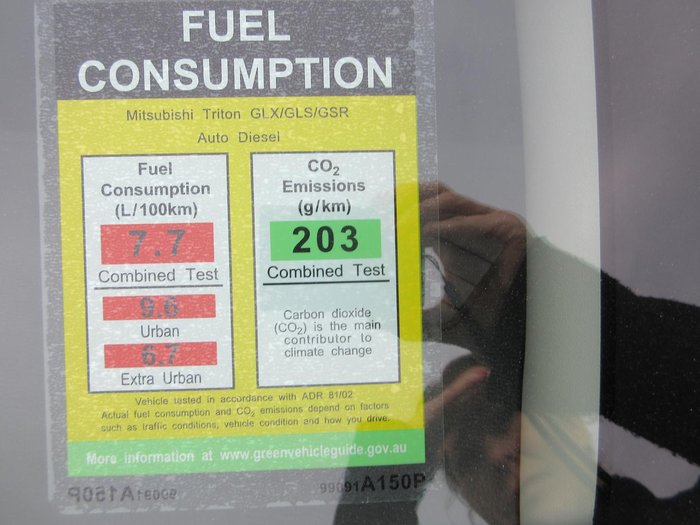 FUEL
CONSUMPTION
Mitsubishi Triton GLX/GLS/GSR
Auto Diesel
Fuel
Consumption
(L/100km)
7.7
Combined Test
9.6
Urban
6.7
Extra Urban
CO₂
Emissions
(g/km)
203
Combined Test
Carbon dioxide
(CO₂) is the main
contributor to
climate change
Vehicle tested in accordance with ADR 81/02
Actual fuel consumption and CO₂ emissions depend on factors
such as traffic conditions, vehicle condition and how you drive.
More information at www.greenvehicleguide.gov.au
99091A150P